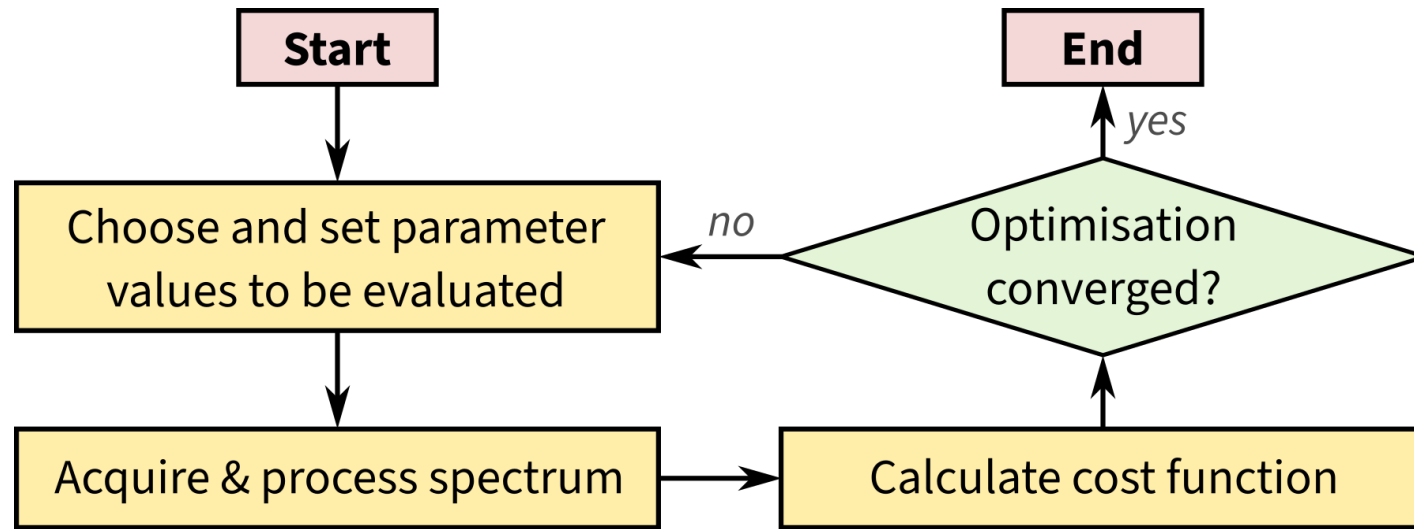 Start
Choose and set parameter
values to be evaluated
Acquire & process spectrum
Calculate cost function
Optimisation
converged?
no
yes
End